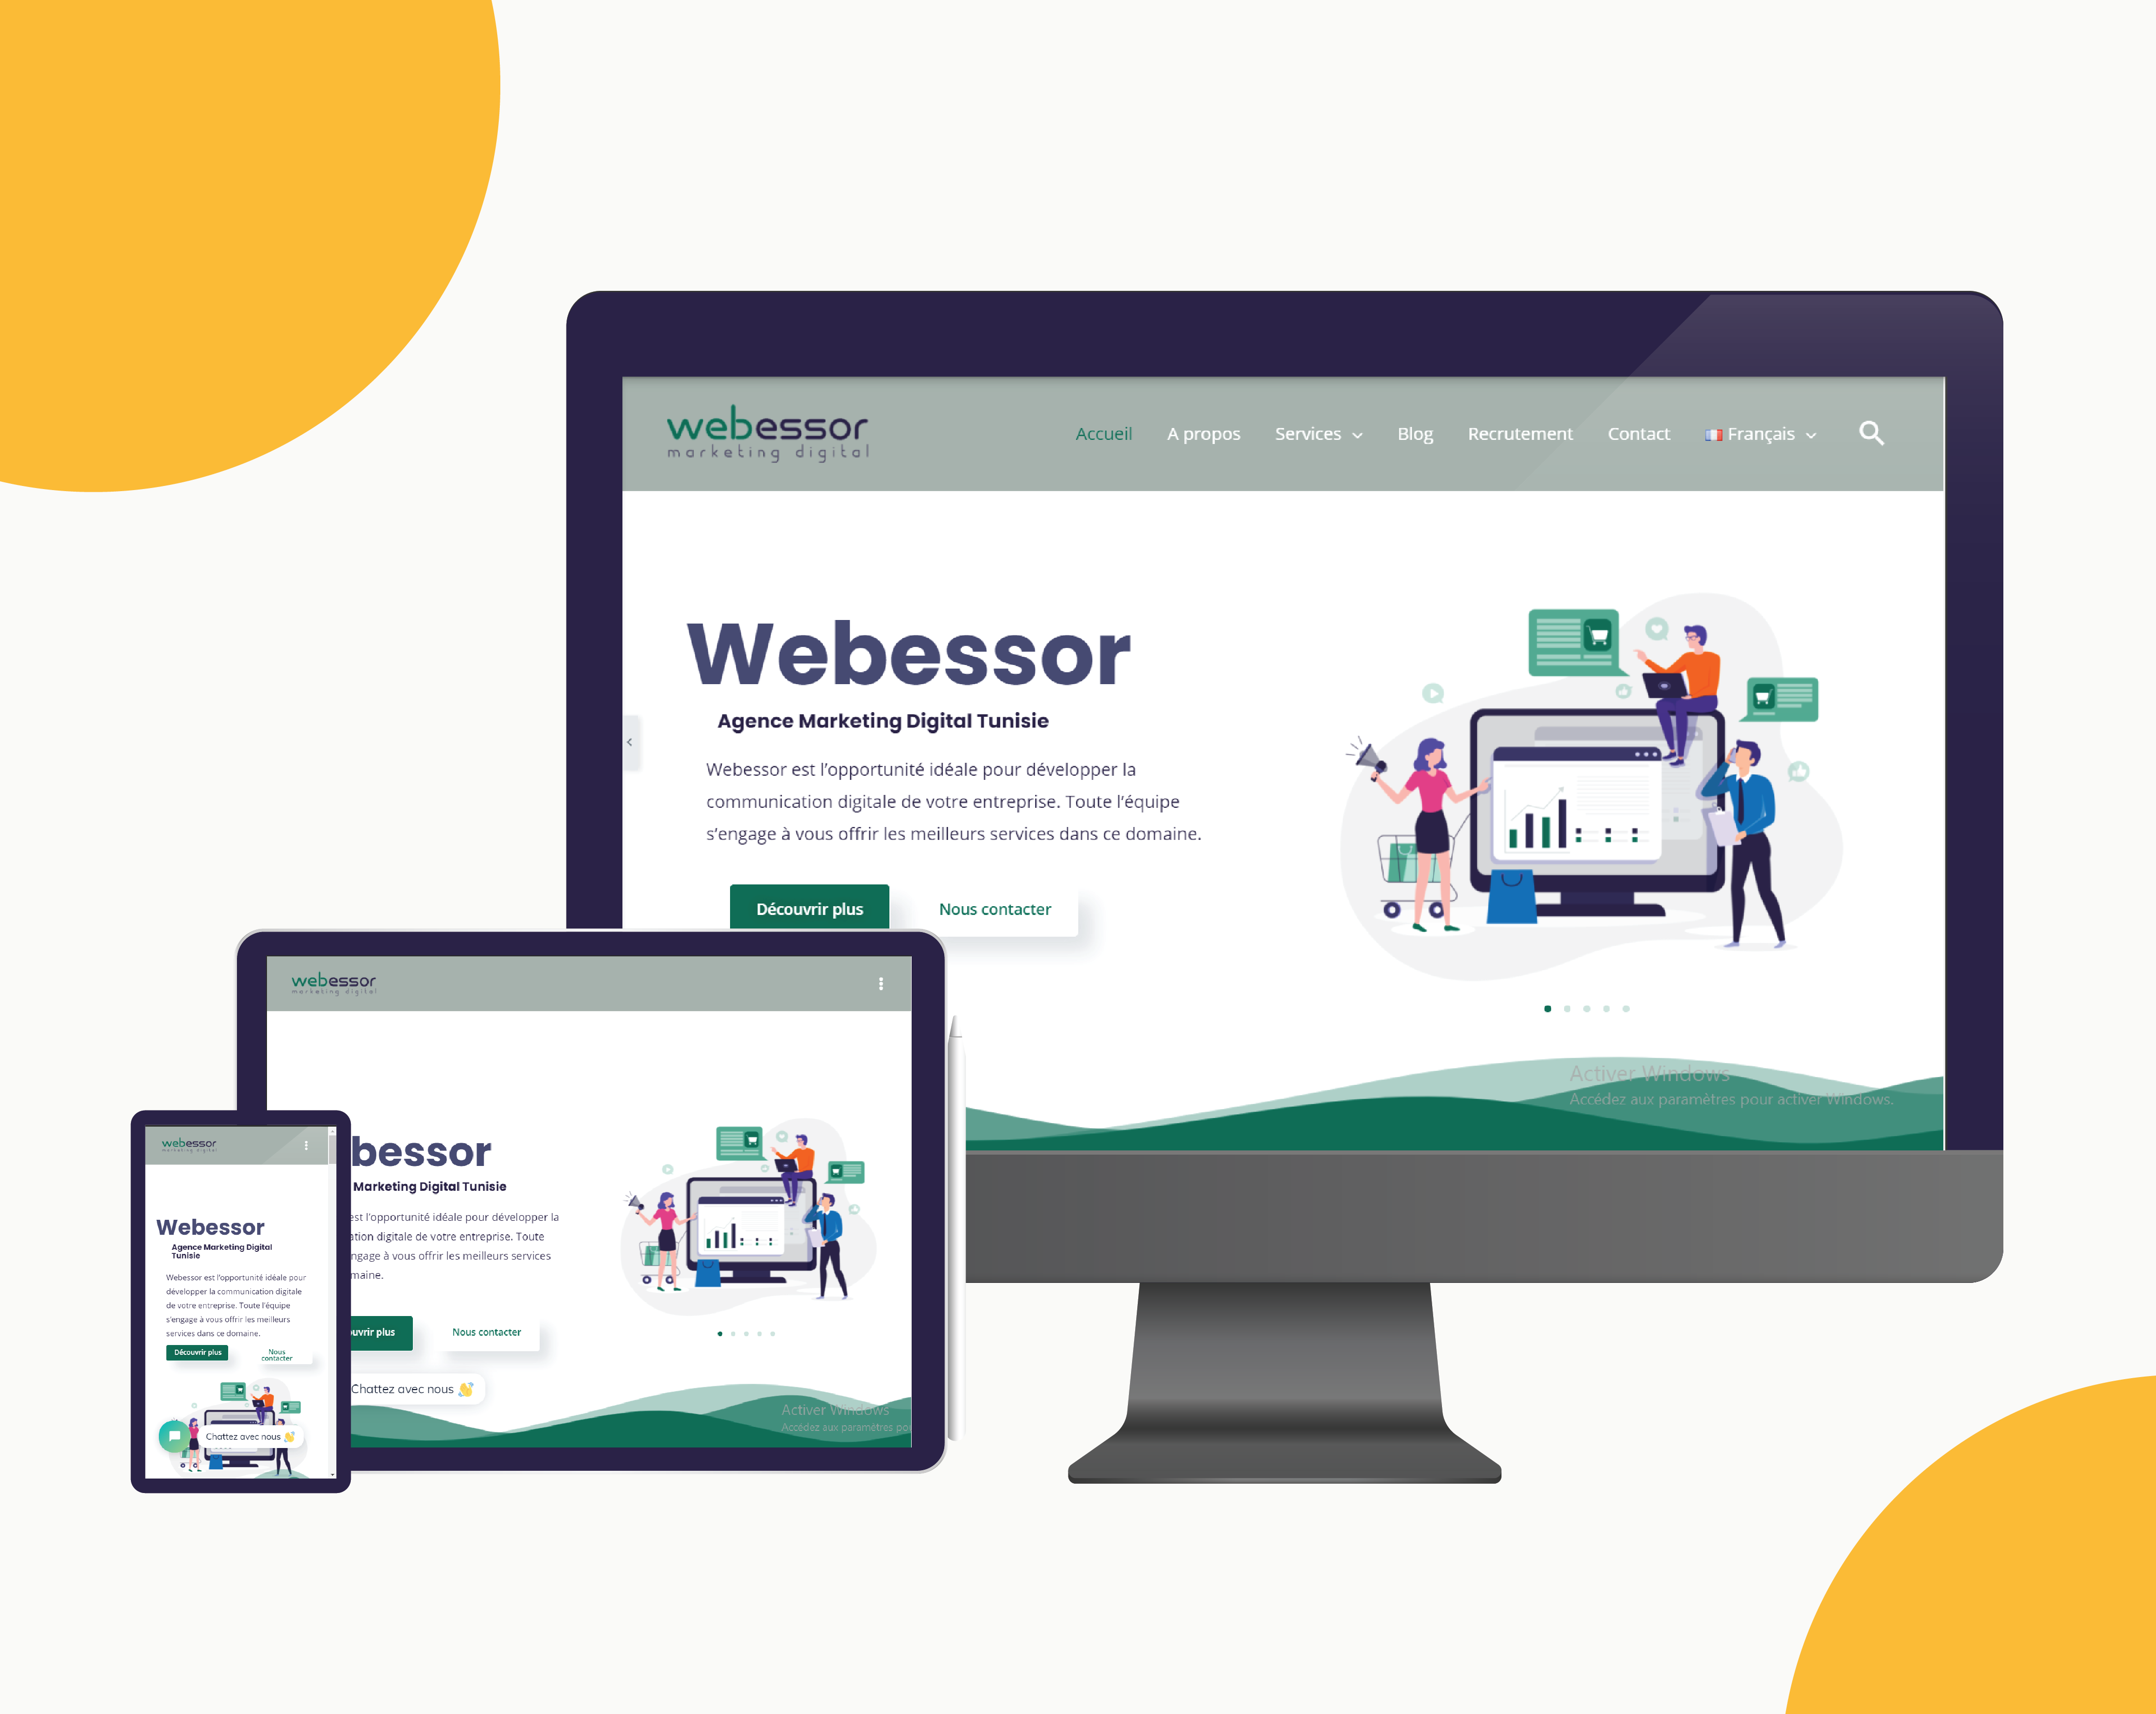 webessor
marketing digital
Accueil A propos Services Blog Recrutement Contact Français
Webessor
Agence Marketing Digital Tunisie
Webessor est l'opportunité idéale pour développer la
communication digitale de votre entreprise. Toute l'équipe
s'engage à vous offrir les meilleurs services dans ce domaine.
Découvrir plus Nous contacter
Activer Windows
Accédez aux paramètres pour activer Windows.
webessor
marketing digital
bessor
Marketing Digital Tunisie
est l'opportunité idéale pour développer la
ation digitale de votre entreprise. Toute
ngage à vous offrir les meilleurs services
maine.
uvrir plus Nous contacter
Chattez avec nous 👋
Activer Windows
Accédez aux paramètres po
webessor
marketing digital
Webessor
Agence Marketing Digital
Tunisie
Webessor est l'opportunité idéale pour
développer la communication digitale
de votre entreprise. Toute l'équipe
s'engage à vous offrir les meilleurs
services dans ce domaine.
Découvrir plus
Nous
contacter
Chattez avec nous 👋